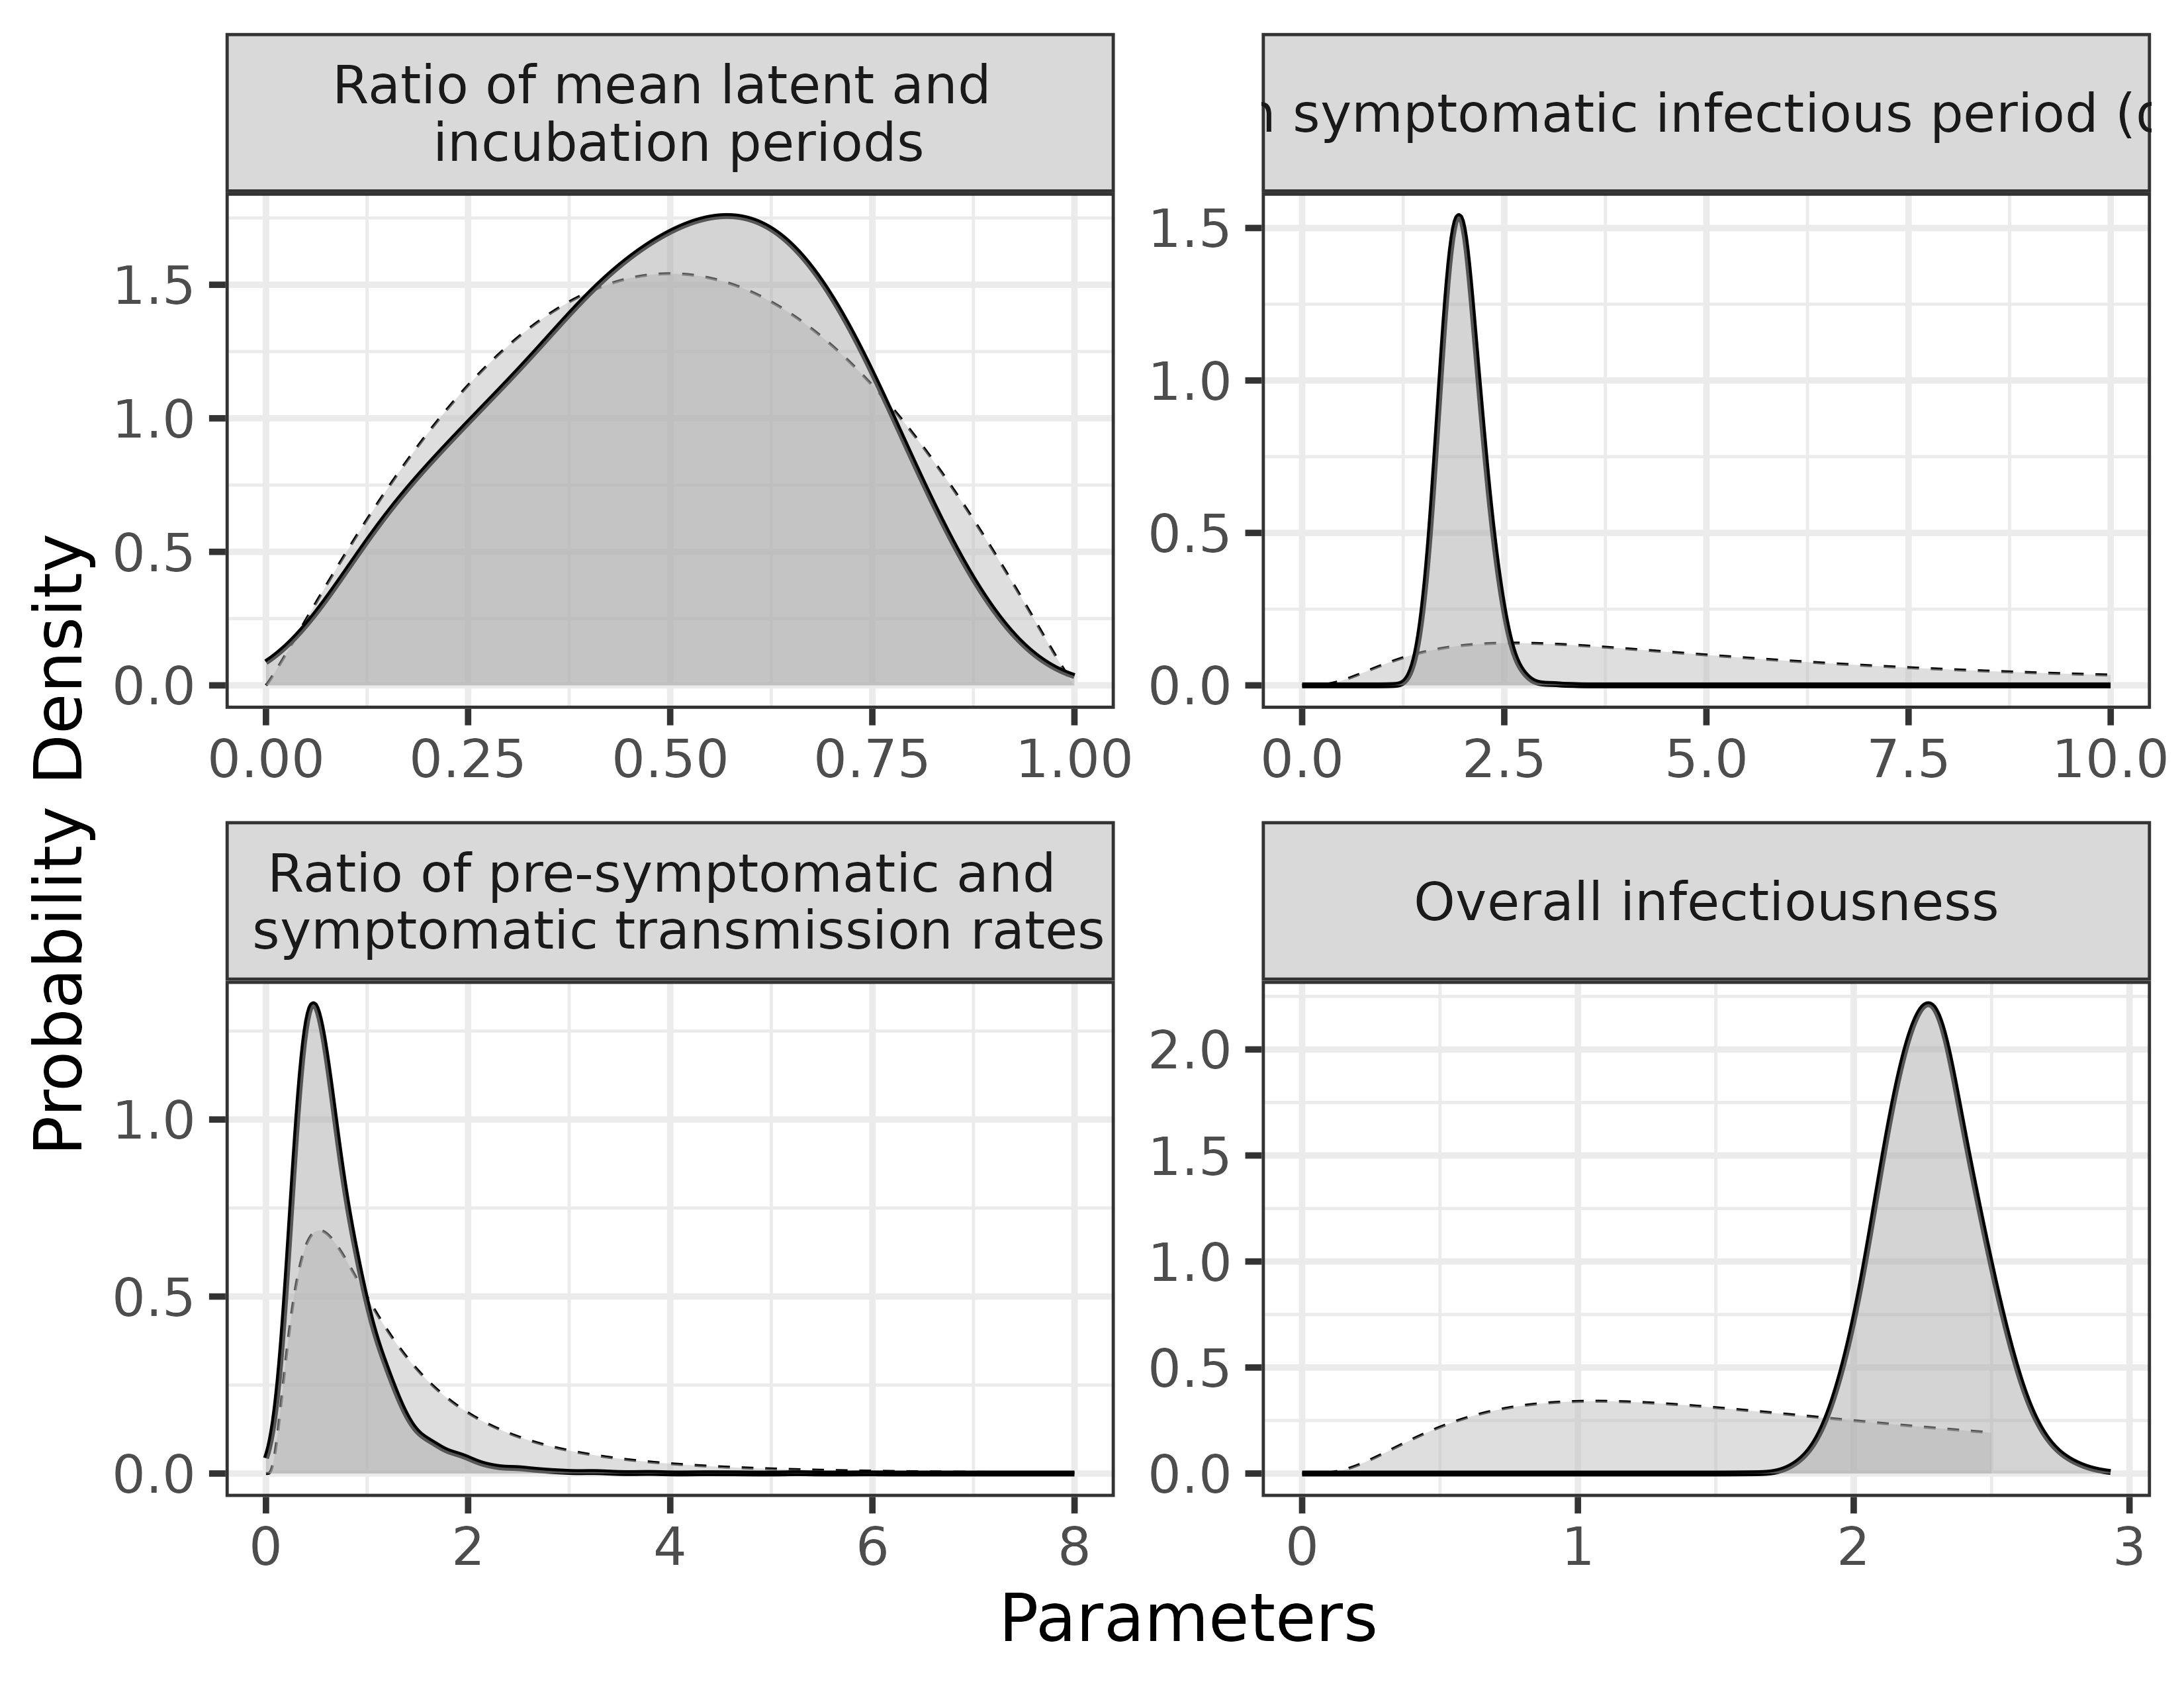 Ratio of mean latent and
incubation periods
symptomatic infectious period
1.5
1.0
0.5
0.0
0.00 0.25 0.50 0.75 1.00
1.5
1.0
0.5
0.0
0.0 2.5 5.0 7.5 10.0
Probability Density
Ratio of pre-symptomatic and
symptomatic transmission rates
Overall infectiousness
1.0
0.5
0.0
0 2 4 6 8
2.0
1.5
1.0
0.5
0.0
0 1 2 3
Parameters